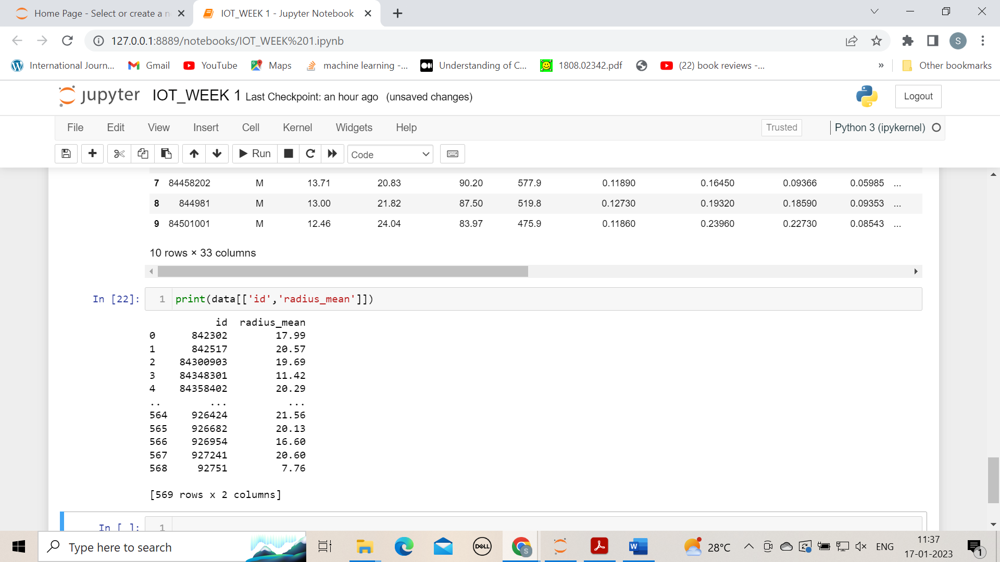 Home Page - Select or create a n
IOT_WEEK 1 - Jupyter Notebook
127.0.0.1:8889/notebooks/IOT_WEEK%201.ipynb
S
International Journ...
Gmail
YouTube
Maps
machine learning -...
Understanding of C...
1808.02342.pdf
(22) book reviews -...
»
Other bookmarks
jupyter IOT_WEEK 1 Last Checkpoint: an hour ago (unsaved changes)
Logout
File Edit View Insert Cell Kernel Widgets Help
Trusted
Python 3 (ipykernel)
Run
Code
7 84458202 M 13.71 20.83 90.20 577.9 0.11890 0.16450 0.09366 0.05985 ...
8 844981 M 13.00 21.82 87.50 519.8 0.12730 0.19320 0.18590 0.09353 ...
9 84501001 M 12.46 24.04 83.97 475.9 0.11860 0.23960 0.22730 0.08543 ...
10 rows × 33 columns
In [22]: 1 print(data[['id','radius_mean']])
id radius_mean
0 842302 17.99
1 842517 20.57
2 84300903 19.69
3 84348301 11.42
4 84358402 20.29
.. ... ...
564 926424 21.56
565 926682 20.13
566 926954 16.60
567 927241 20.60
568 92751 7.76
[569 rows x 2 columns]
In [ ]: 1
Type here to search
DELL
S
W
28°C
ENG
11:37
17-01-2023
1